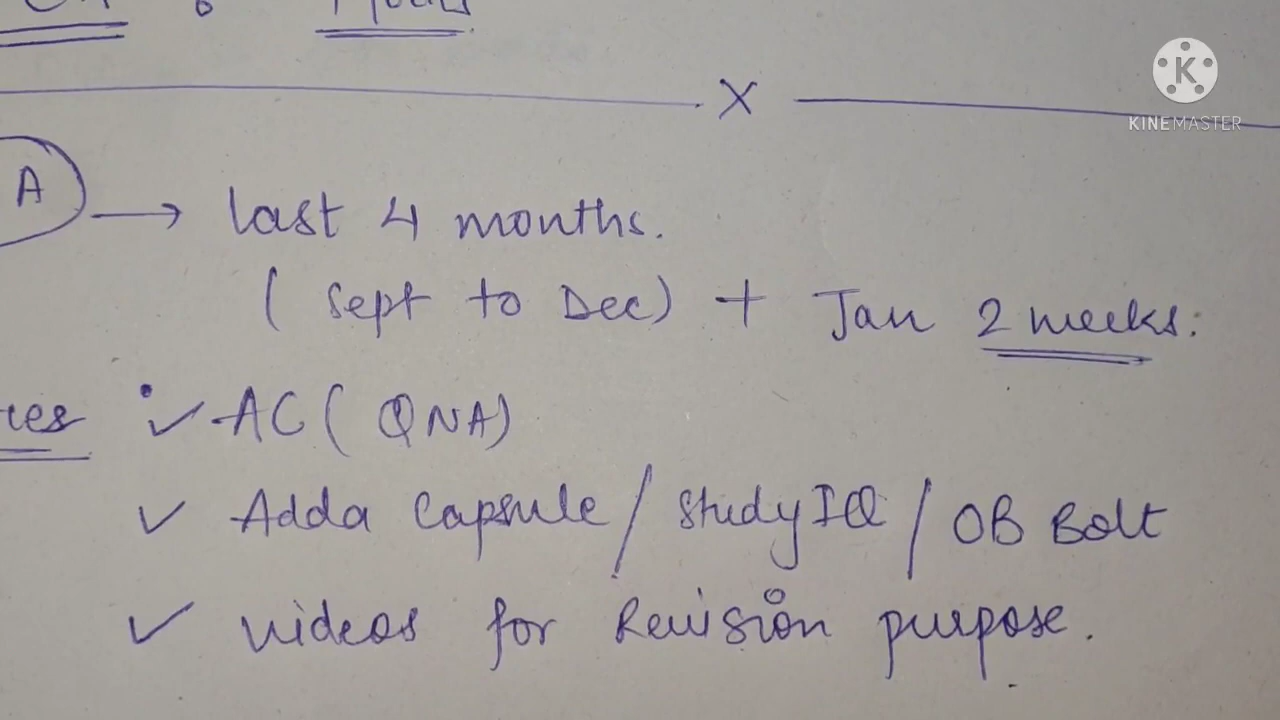 X
A → last 4 months.
( Sept to Dec) + Jan 2 weeks.
✓ AC ( QNA)
✓ Adda Capsule / StudyIQ / OB Bolt
✓ videos for Revision purpose.
KINEMASTER